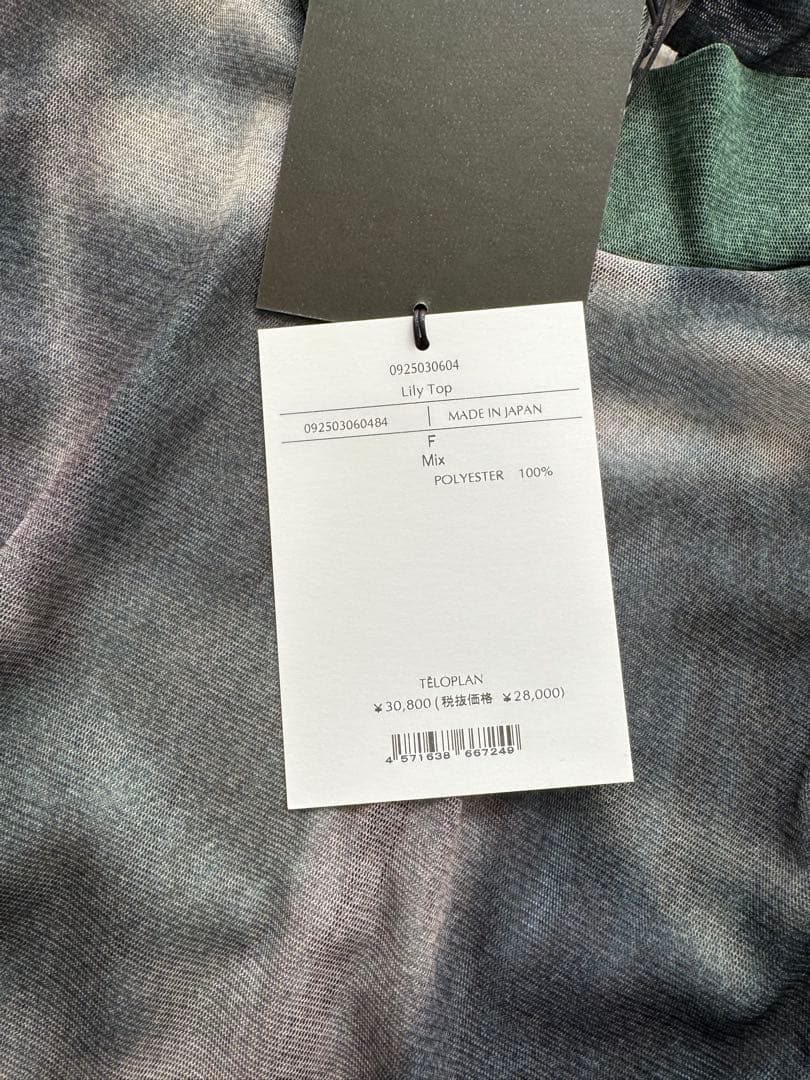 0925030604
Lily Top
092503060484 MADE IN JAPAN
F
Mix
POLYESTER 100%
TĒLOPLAN
¥30,800(税抜価格 ¥28,000)
4 571638 667249